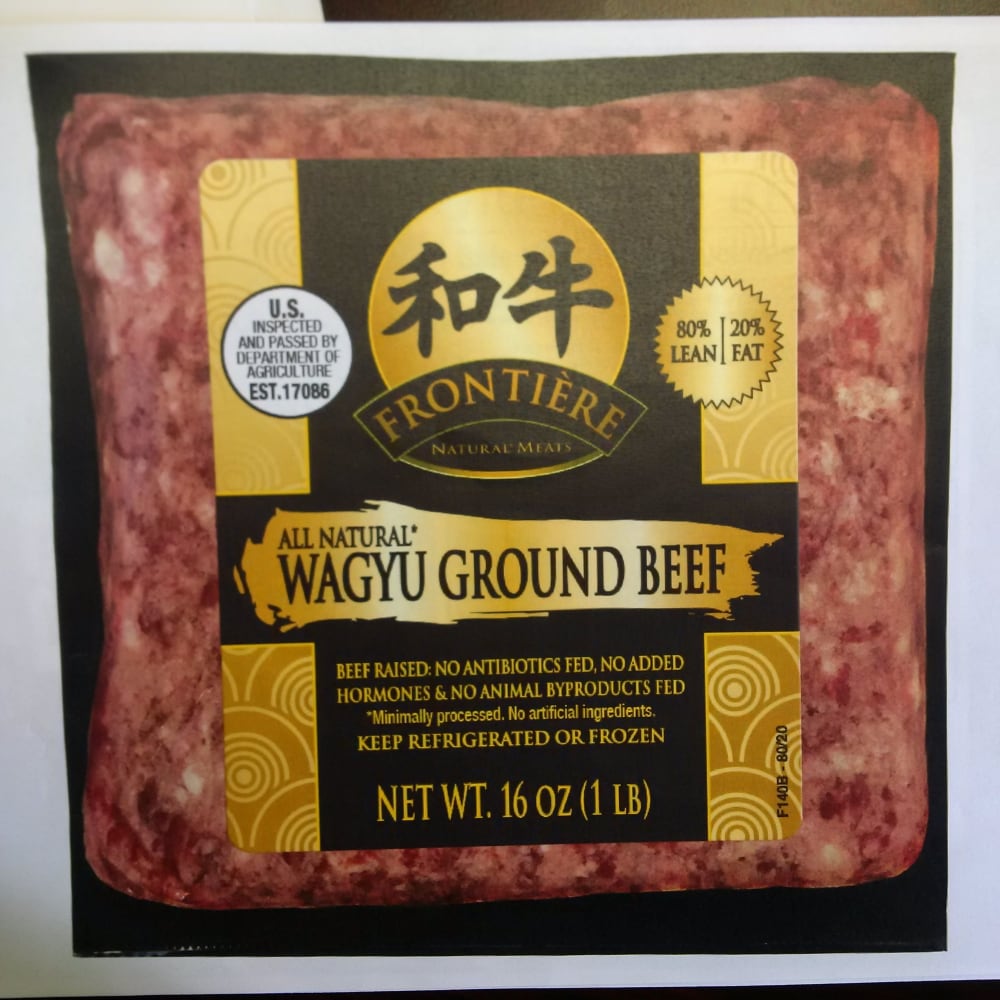 和牛
FRONTIÈRE
NATURAL MEATS
U.S.
INSPECTED
AND PASSED BY
DEPARTMENT OF
AGRICULTURE
EST.17086
80% LEAN
20% FAT
ALL NATURAL*
WAGYU GROUND BEEF
BEEF RAISED: NO ANTIBIOTICS FED, NO ADDED
HORMONES & NO ANIMAL BYPRODUCTS FED
*Minimally processed. No artificial ingredients.
KEEP REFRIGERATED OR FROZEN
NET WT. 16 OZ (1 LB)
F140B - 80/20